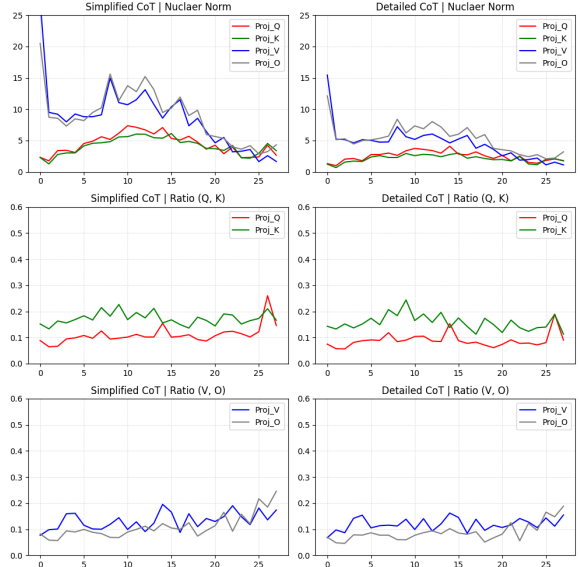 Simplified CoT | Nuclaer Norm
25
20
15
10
5
0
0 5 10 15 20 25
Proj_Q
Proj_K
Proj_V
Proj_O
Detailed CoT | Nuclaer Norm
25
20
15
10
5
0
0 5 10 15 20 25
Proj_Q
Proj_K
Proj_V
Proj_O
Simplified CoT | Ratio (Q, K)
0.6
0.5
0.4
0.3
0.2
0.1
0.0
0 5 10 15 20 25
Proj_Q
Proj_K
Detailed CoT | Ratio (Q, K)
0.6
0.5
0.4
0.3
0.2
0.1
0.0
0 5 10 15 20 25
Proj_Q
Proj_K
Simplified CoT | Ratio (V, O)
0.6
0.5
0.4
0.3
0.2
0.1
0.0
0 5 10 15 20 25
Proj_V
Proj_O
Detailed CoT | Ratio (V, O)
0.6
0.5
0.4
0.3
0.2
0.1
0.0
0 5 10 15 20 25
Proj_V
Proj_O